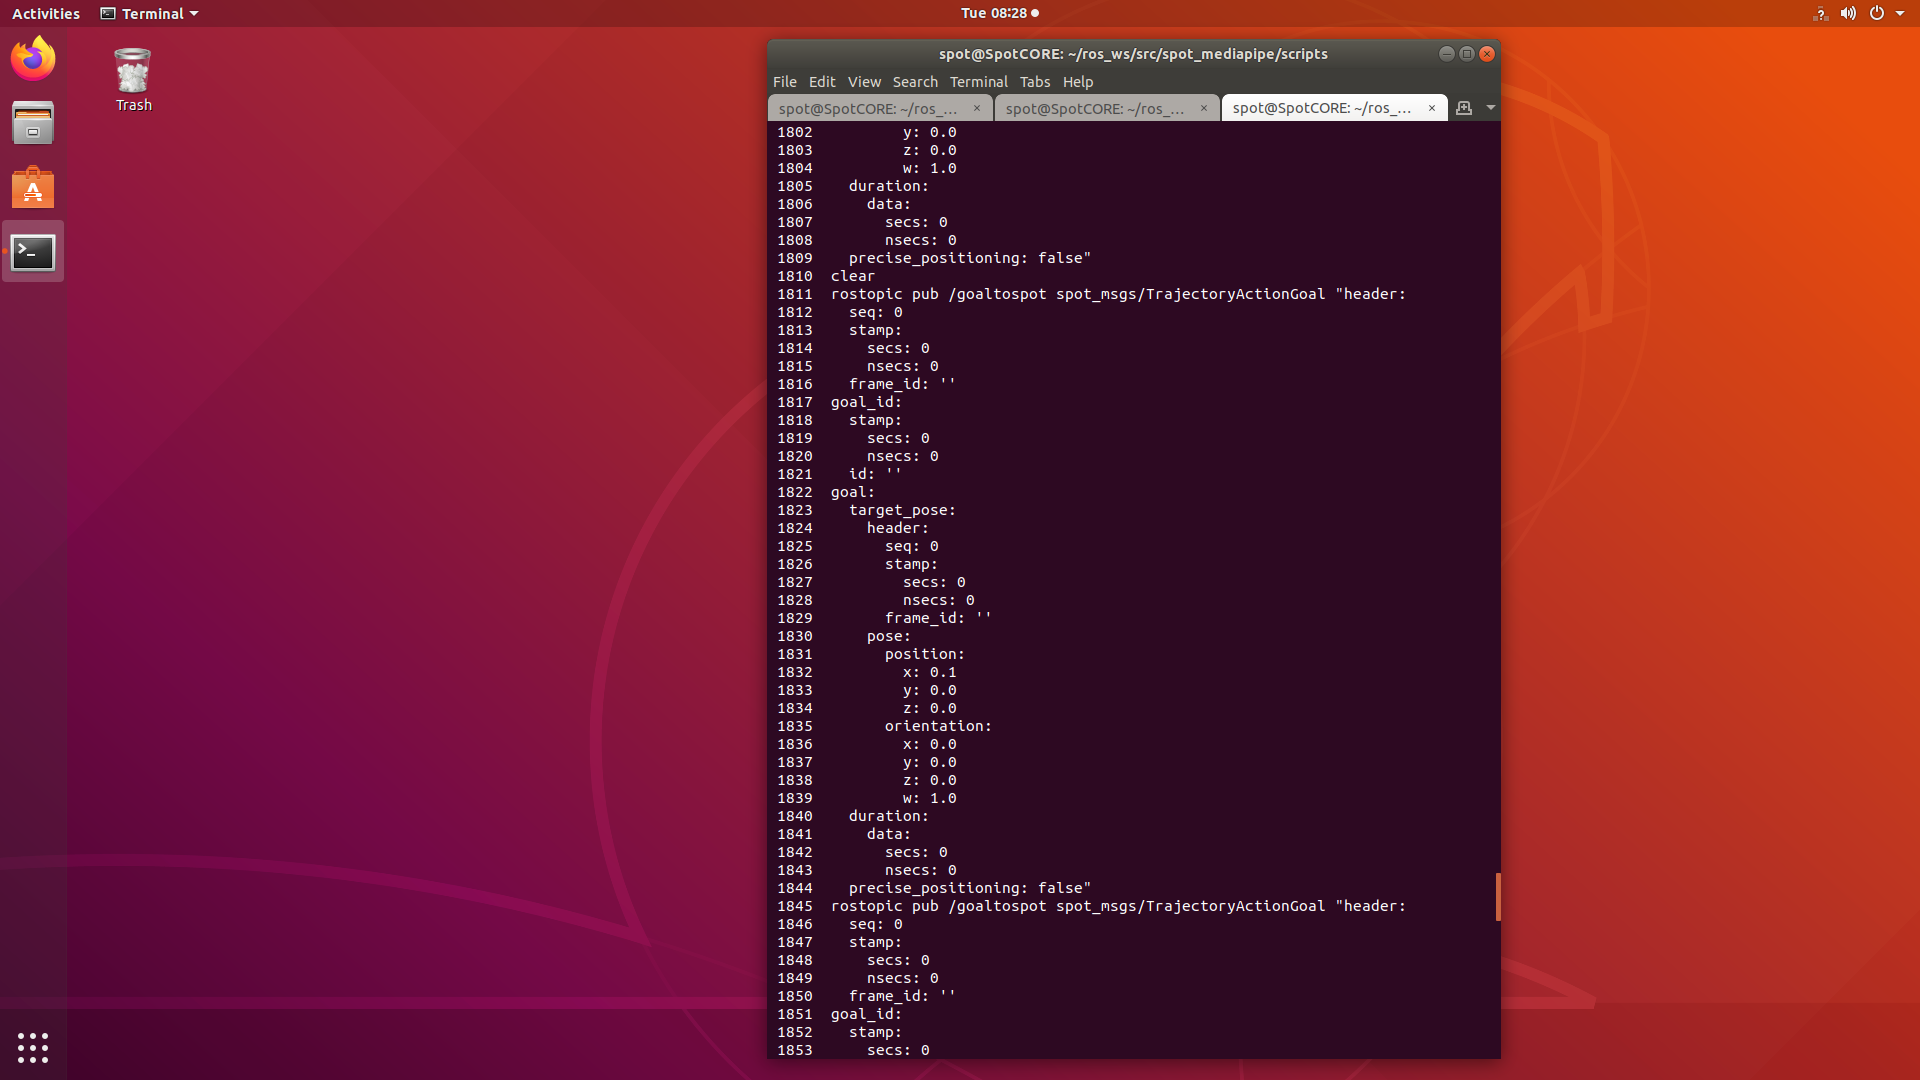 Activities
Terminal
Tue 08:28
Trash
spot@SpotCORE: ~/ros_ws/src/spot_mediapipe/scripts
File Edit View Search Terminal Tabs Help
spot@SpotCORE: ~/ros_... × spot@SpotCORE: ~/ros_... × spot@SpotCORE: ~/ros_... ×
1802 y: 0.0
1803 z: 0.0
1804 w: 1.0
1805 duration:
1806 data:
1807 secs: 0
1808 nsecs: 0
1809 precise_positioning: false"
1810 clear
1811 rostopic pub /goaltospot spot_msgs/TrajectoryActionGoal "header:
1812 seq: 0
1813 stamp:
1814 secs: 0
1815 nsecs: 0
1816 frame_id: ''
1817 goal_id:
1818 stamp:
1819 secs: 0
1820 nsecs: 0
1821 id: ''
1822 goal:
1823 target_pose:
1824 header:
1825 seq: 0
1826 stamp:
1827 secs: 0
1828 nsecs: 0
1829 frame_id: ''
1830 pose:
1831 position:
1832 x: 0.1
1833 y: 0.0
1834 z: 0.0
1835 orientation:
1836 x: 0.0
1837 y: 0.0
1838 z: 0.0
1839 w: 1.0
1840 duration:
1841 data:
1842 secs: 0
1843 nsecs: 0
1844 precise_positioning: false"
1845 rostopic pub /goaltospot spot_msgs/TrajectoryActionGoal "header:
1846 seq: 0
1847 stamp:
1848 secs: 0
1849 nsecs: 0
1850 frame_id: ''
1851 goal_id:
1852 stamp:
1853 secs: 0